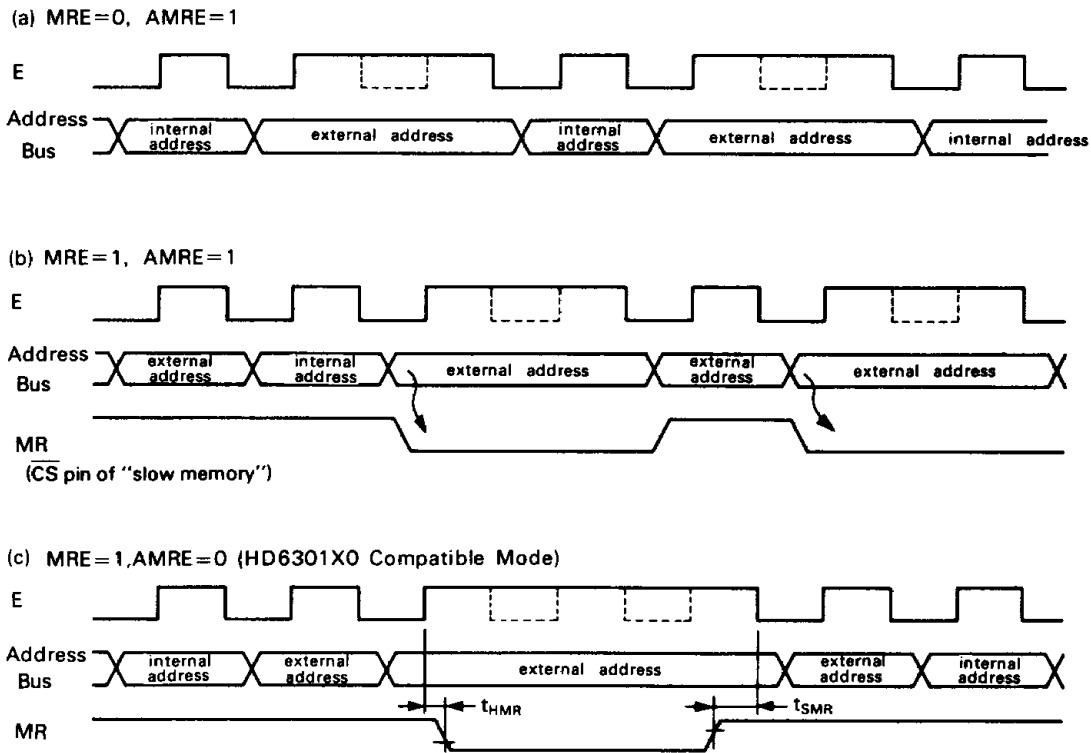 (a) MRE=0, AMRE=1
E
Address Bus
internal address
external address
internal address
external address
internal address
(b) MRE=1, AMRE=1
E
Address Bus
external address
internal address
external address
external address
external address
MR
(C̅S̅ pin of “slow memory”)
(c) MRE=1,AMRE=0 (HD6301X0 Compatible Mode)
E
Address Bus
internal address
external address
external address
external address
internal address
MR
tHMR
tSMR